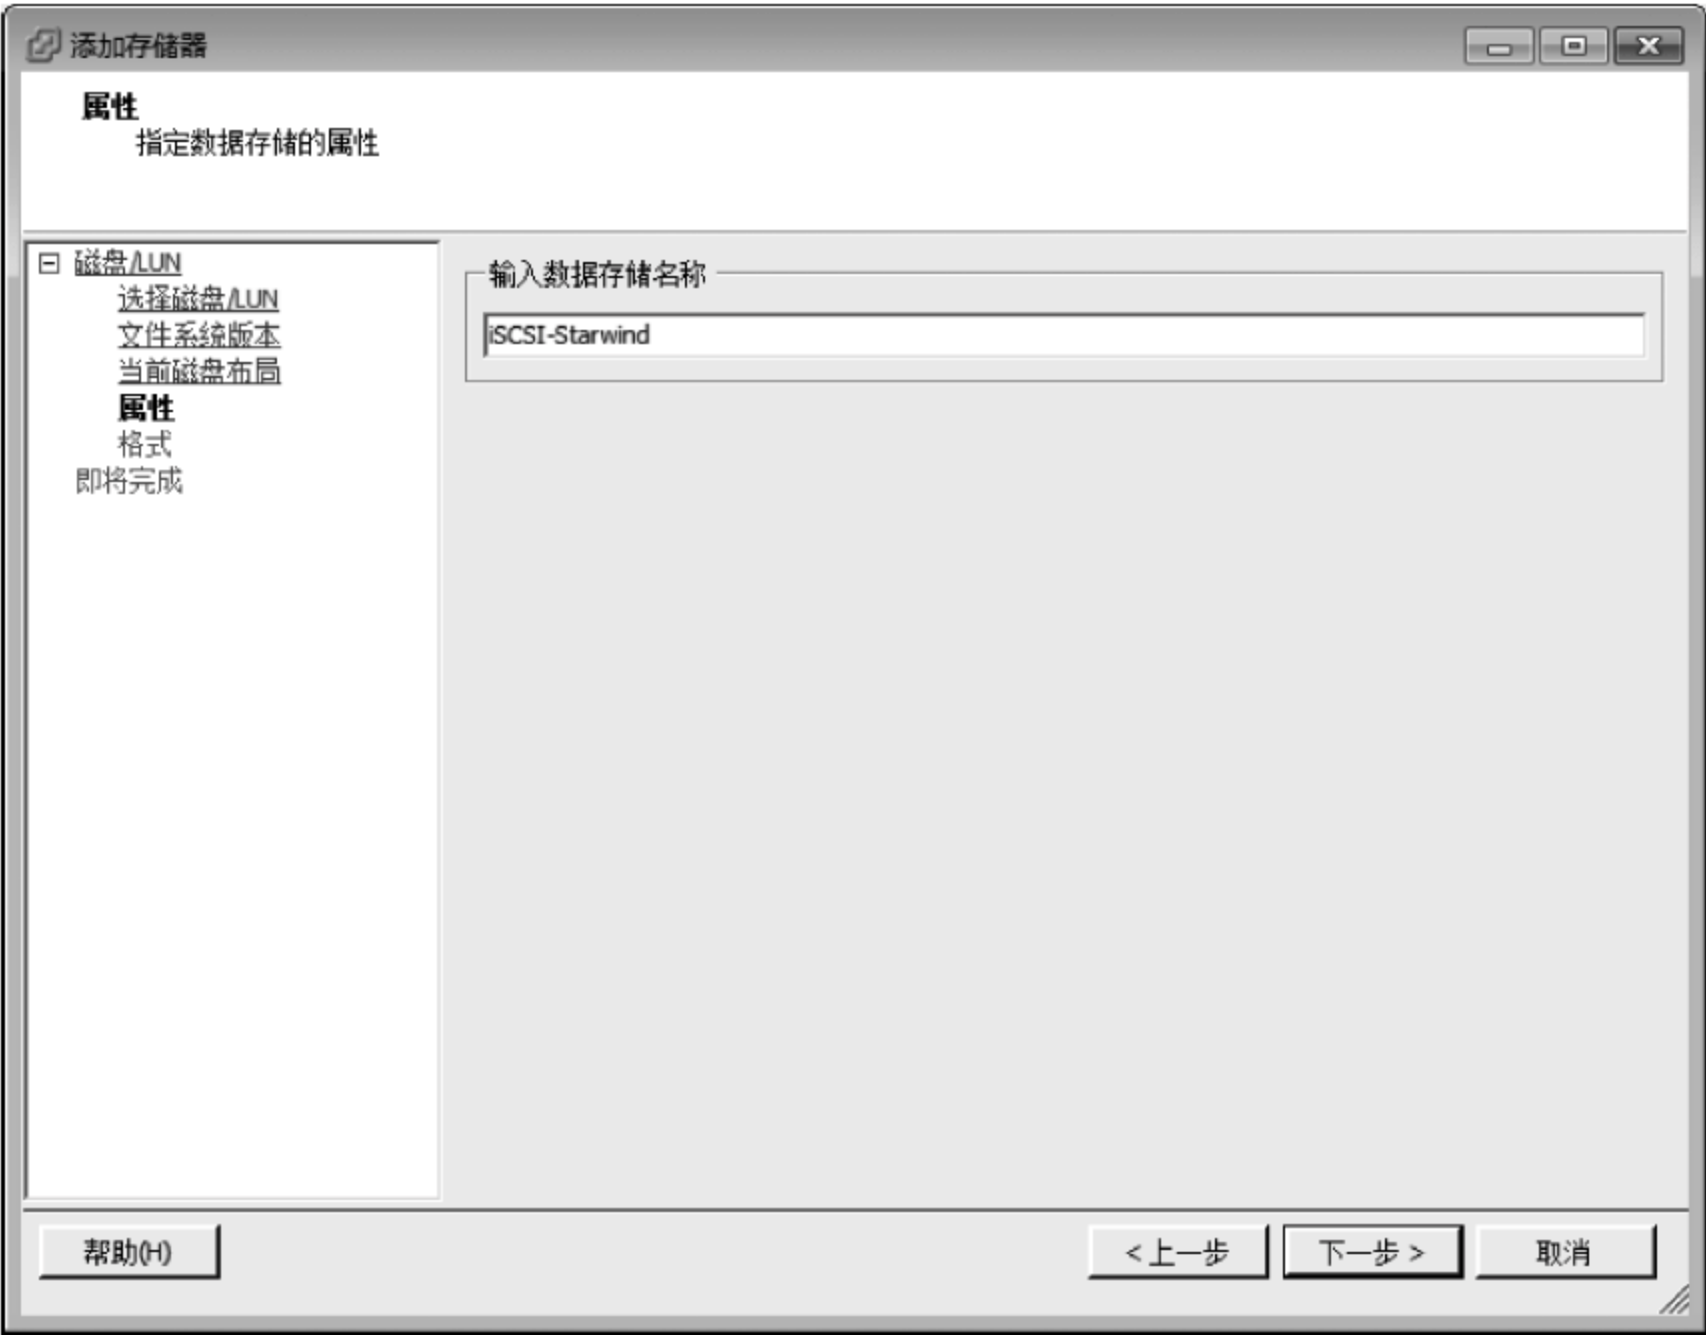 添加存储器
属性
指定数据存储的属性
磁盘/LUN
选择磁盘/LUN
文件系统版本
当前磁盘布局
属性
格式
即将完成
输入数据存储名称
iSCSI-Starwind
帮助(H)
<上一步
下一步>
取消